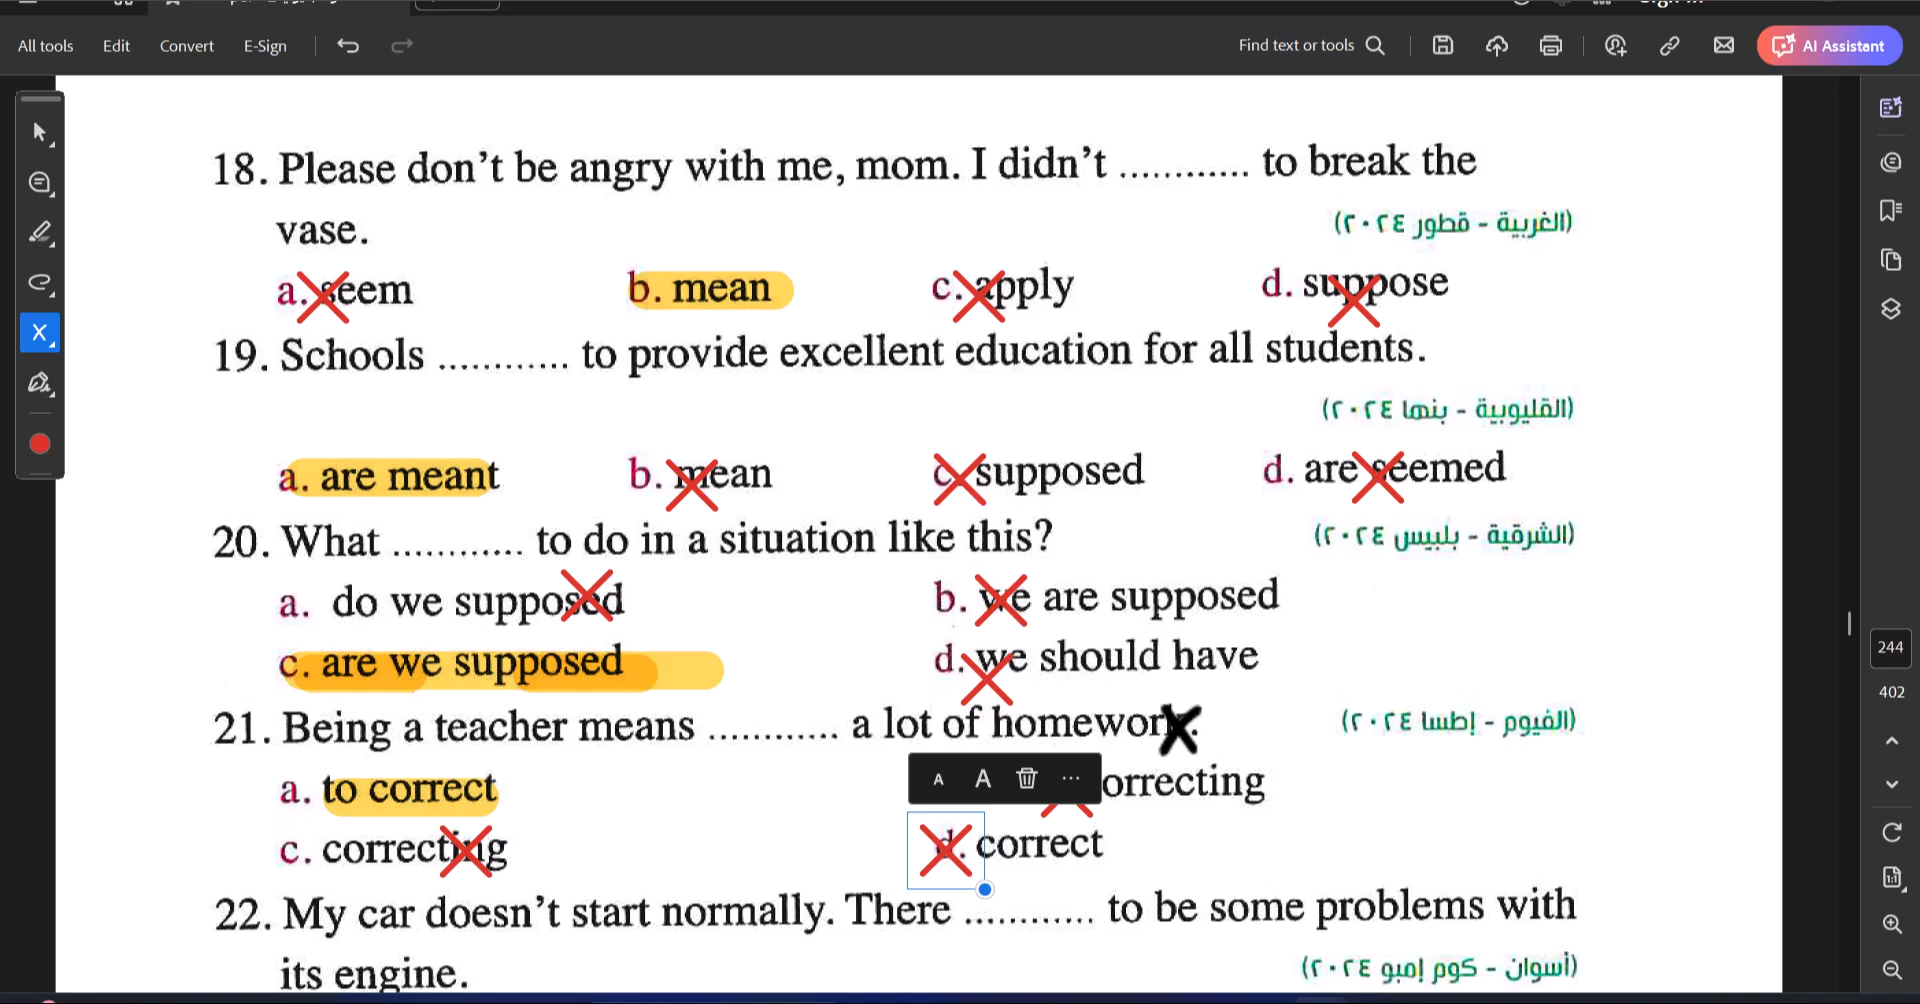 All tools Edit Convert E-Sign Find text or tools AI Assistant
18. Please don't be angry with me, mom. I didn't ............ to break the
vase. (الغربية - قطور ٢٠٢٤)
a. seem b. mean c. apply d. suppose
19. Schools ............ to provide excellent education for all students.
(القليوبية - بنها ٢٠٢٤)
a. are meant b. mean c. supposed d. are seemed
20. What ............ to do in a situation like this? (الشرقية - بلبيس ٢٠٢٤)
a. do we supposed b. we are supposed
c. are we supposed d. we should have
21. Being a teacher means ............ a lot of homework. (الفيوم - إطسا ٢٠٢٤)
A A ...
a. to correct orrecting
c. correcting d. correct
22. My car doesn't start normally. There ............ to be some problems with
its engine. (أسوان - كوم إمبو ٢٠٢٤)
244
402